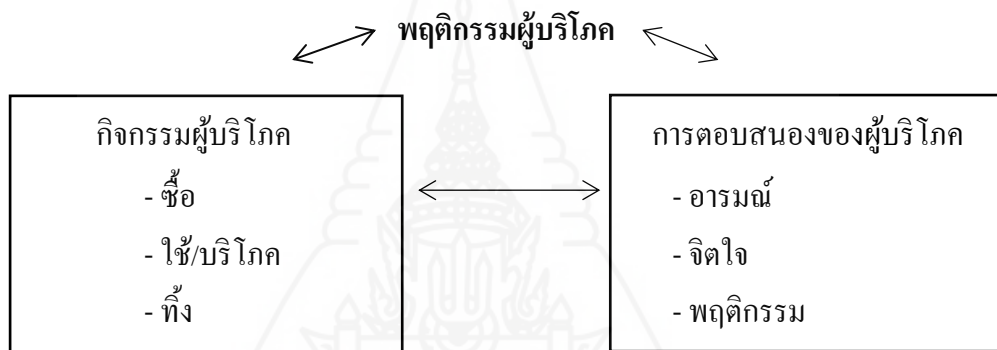 พฤติกรรมผู้บริโภค
กิจกรรมผู้บริโภค
- ซื้อ
- ใช้/บริโภค
- ทิ้ง
การตอบสนองของผู้บริโภค
- อารมณ์
- จิตใจ
- พฤติกรรม